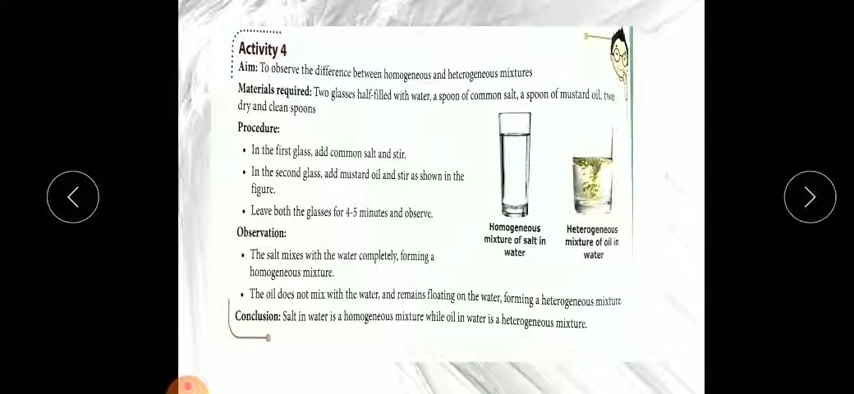 Activity 4
Aim: To observe the difference between homogeneous and heterogeneous mixtures
Materials required: Two glasses half-filled with water, a spoon of common salt, a spoon of mustard oil, two
dry and clean spoons
Procedure:
• In the first glass, add common salt and stir.
• In the second glass, add mustard oil and stir as shown in the
figure.
• Leave both the glasses for 4-5 minutes and observe.
Homogeneous
mixture of salt in
water
Heterogeneous
mixture of oil in
water
Observation:
• The salt mixes with the water completely, forming a
homogeneous mixture.
• The oil does not mix with the water, and remains floating on the water, forming a heterogeneous mixture
Conclusion: Salt in water is a homogeneous mixture while oil in water is a heterogeneous mixture.